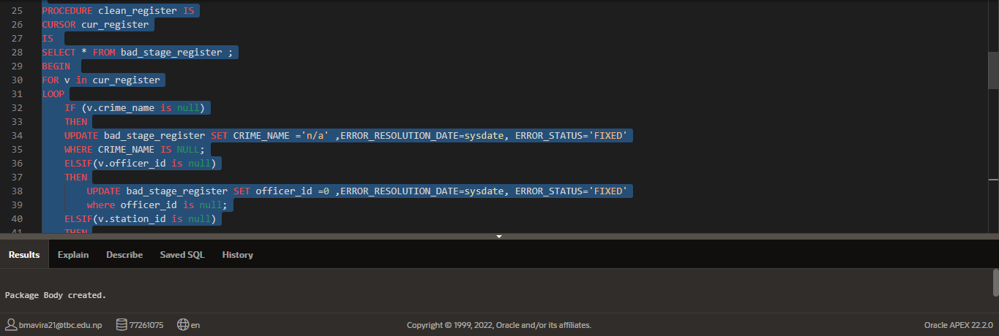 25 PROCEDURE clean_register IS
26 CURSOR cur_register
27 IS
28 SELECT * FROM bad_stage_register ;
29 BEGIN
30 FOR v in cur_register
31 LOOP
32 IF (v.crime_name is null)
33 THEN
34 UPDATE bad_stage_register SET CRIME_NAME ='n/a' ,ERROR_RESOLUTION_DATE=sysdate, ERROR_STATUS='FIXED'
35 WHERE CRIME_NAME IS NULL;
36 ELSIF(v.officer_id is null)
37 THEN
38 UPDATE bad_stage_register SET officer_id =0 ,ERROR_RESOLUTION_DATE=sysdate, ERROR_STATUS='FIXED'
39 where officer_id is null;
40 ELSIF(v.station_id is null)
41 THEN
Results Explain Describe Saved SQL History
Package Body created.
bmavira21@tbc.edu.np 77261075 en Copyright © 1999, 2022, Oracle and/or its affiliates. Oracle APEX 22.2.0